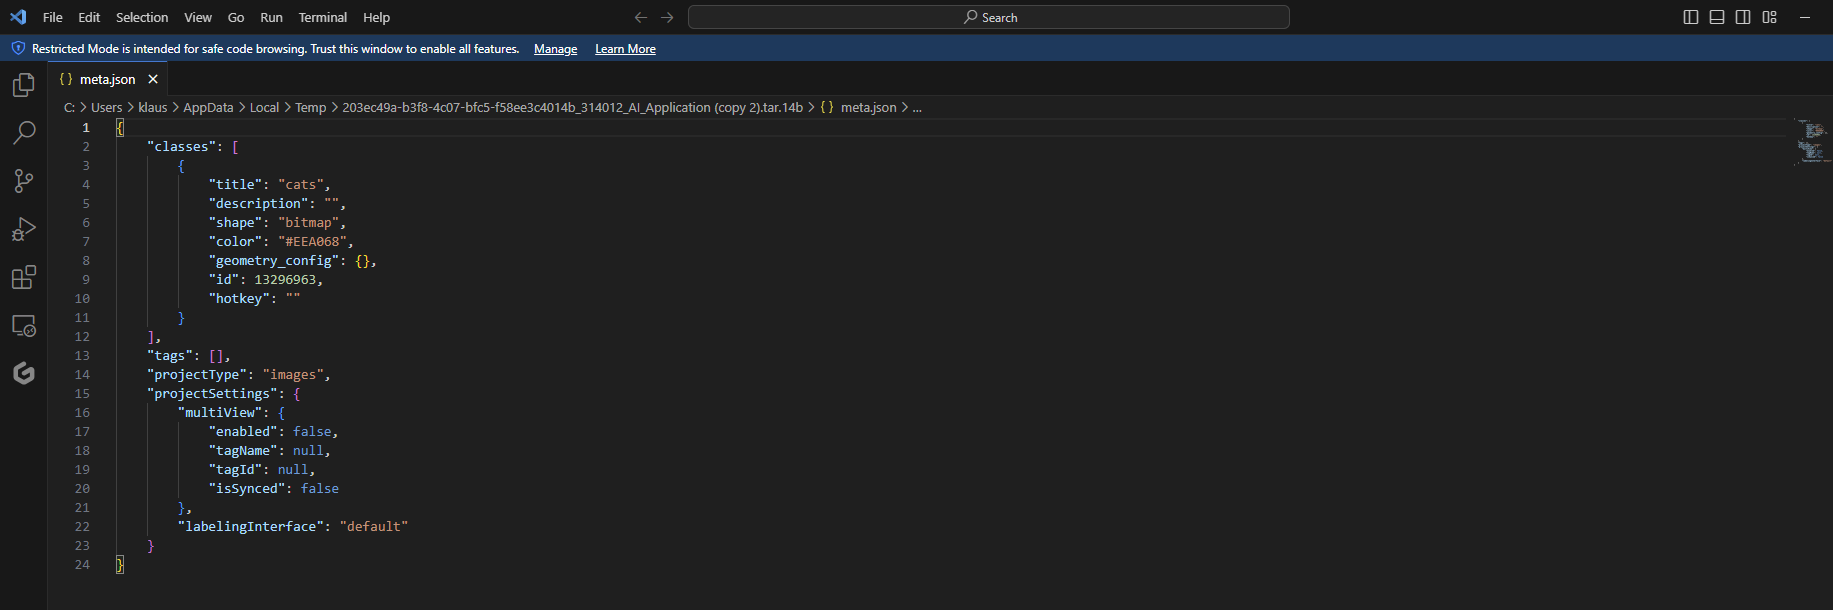 File Edit Selection View Go Run Terminal Help Search
Restricted Mode is intended for safe code browsing. Trust this window to enable all features. Manage Learn More
{} meta.json
C: > Users > klaus > AppData > Local > Temp > 203ec49a-b3f8-4c07-bfc5-f58ee3c4014b_314012_AI_Application (copy 2).tar.14b > {} meta.json > ...
1 {
2 "classes": [
3 {
4 "title": "cats",
5 "description": "",
6 "shape": "bitmap",
7 "color": "#EEA068",
8 "geometry_config": {},
9 "id": 13296963,
10 "hotkey": ""
11 }
12 ],
13 "tags": [],
14 "projectType": "images",
15 "projectSettings": {
16 "multiView": {
17 "enabled": false,
18 "tagName": null,
19 "tagId": null,
20 "isSynced": false
21 },
22 "labelingInterface": "default"
23 }
24 }